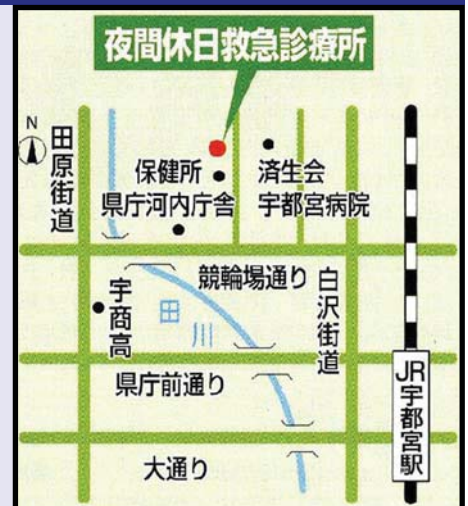 夜間休日救急診療所
N
田原街道
保健所
済生会
県庁河内庁舎
宇都宮病院
競輪場通り
白沢街道
宇商高
田川
県庁前通り
JR宇都宮駅
大通り